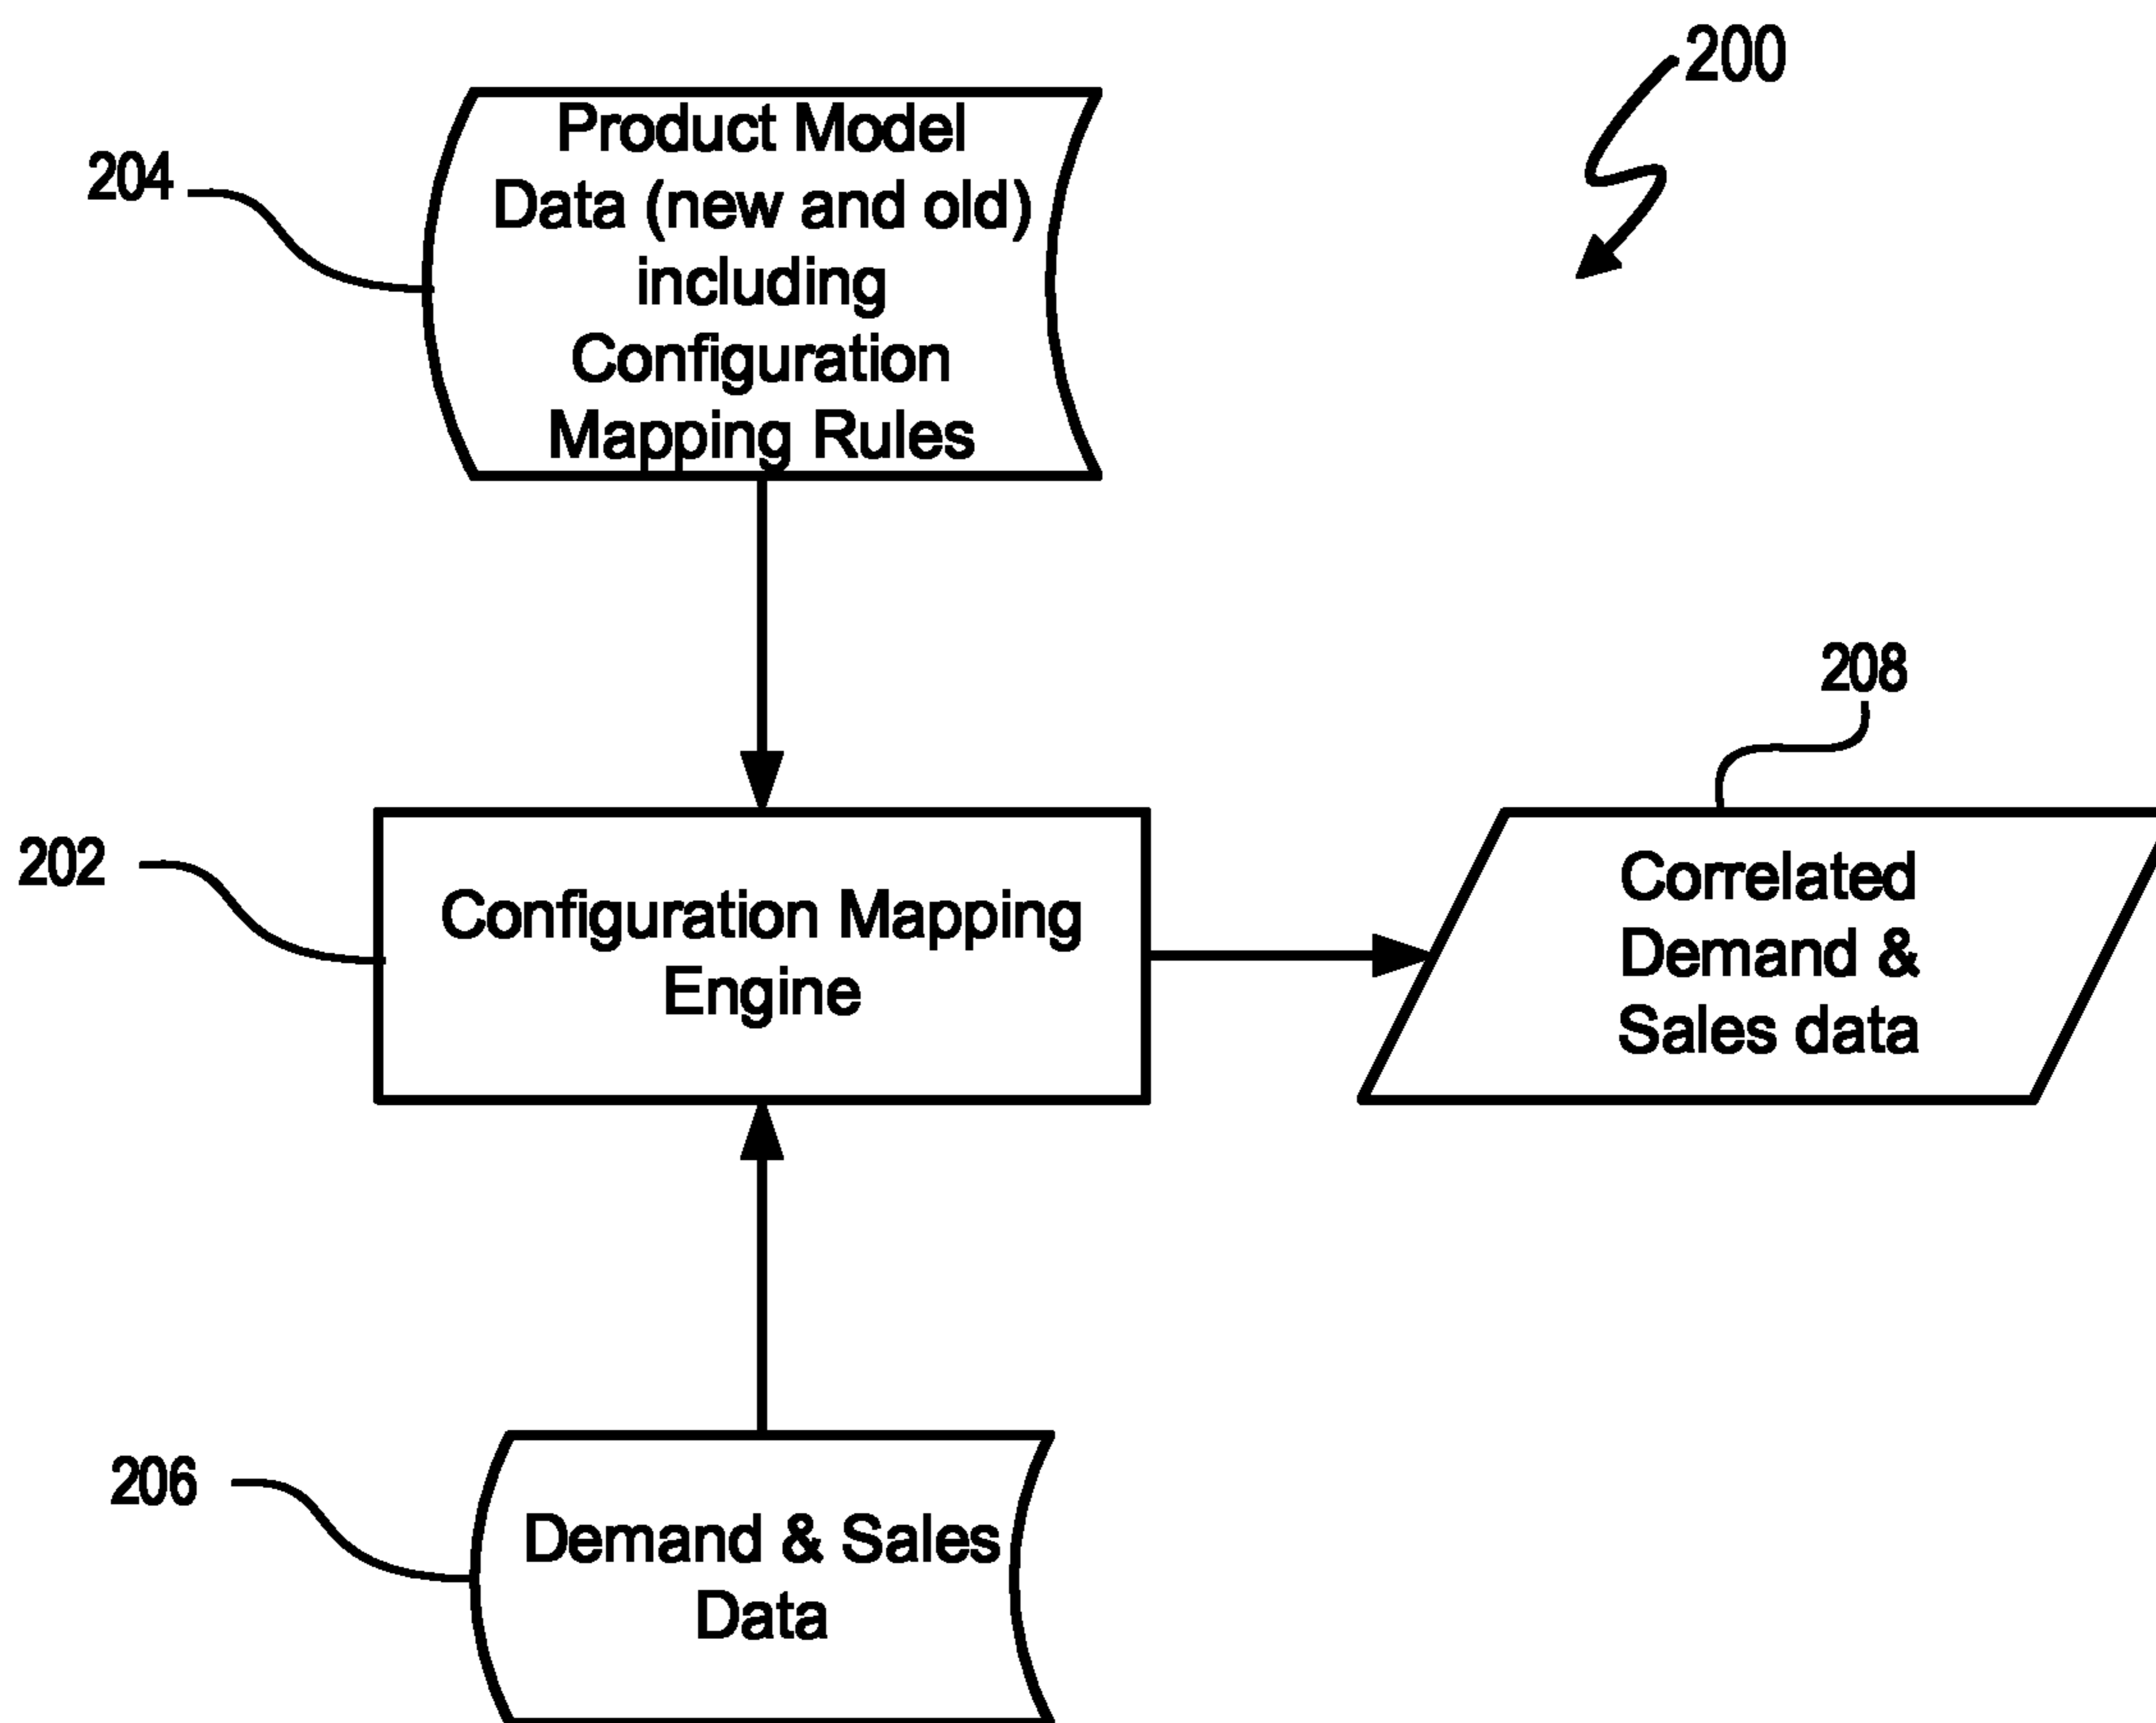 200
204
Product Model
Data (new and old)
including
Configuration
Mapping Rules
208
202
Configuration Mapping
Engine
Correlated
Demand &
Sales data
206
Demand & Sales
Data